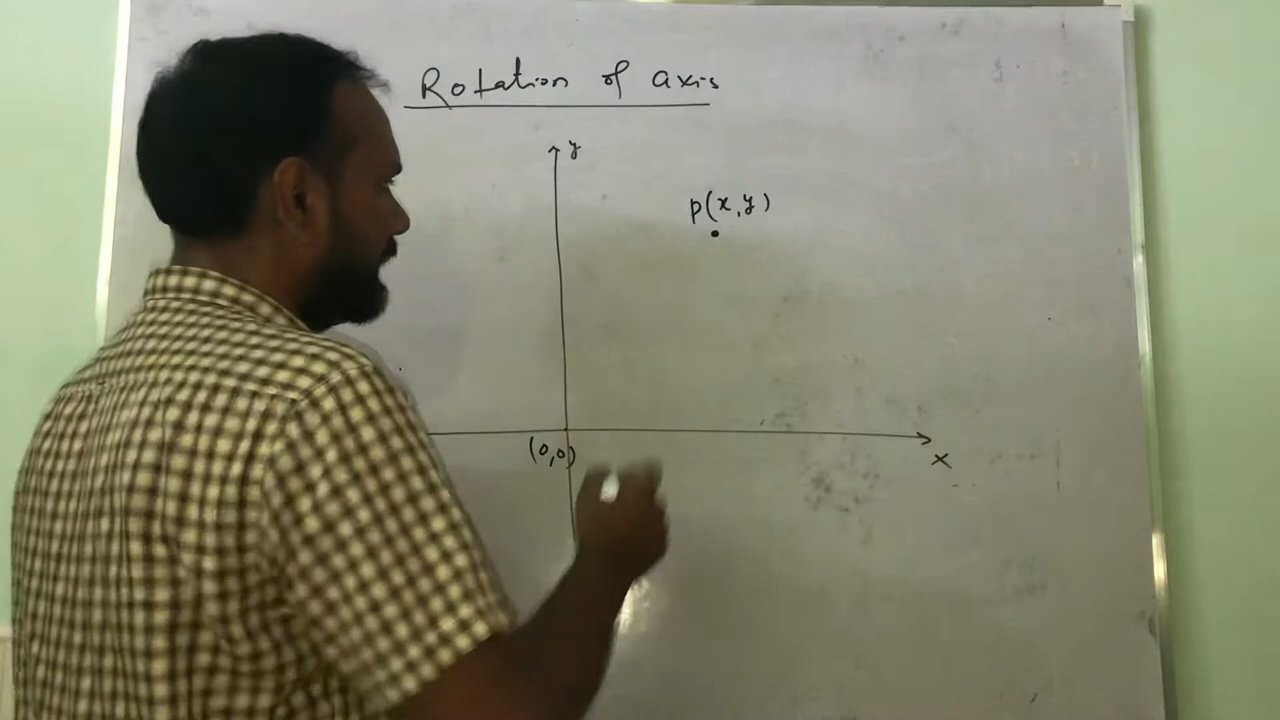 Rotation of axis
y
p(x,y)
(0,0)
x